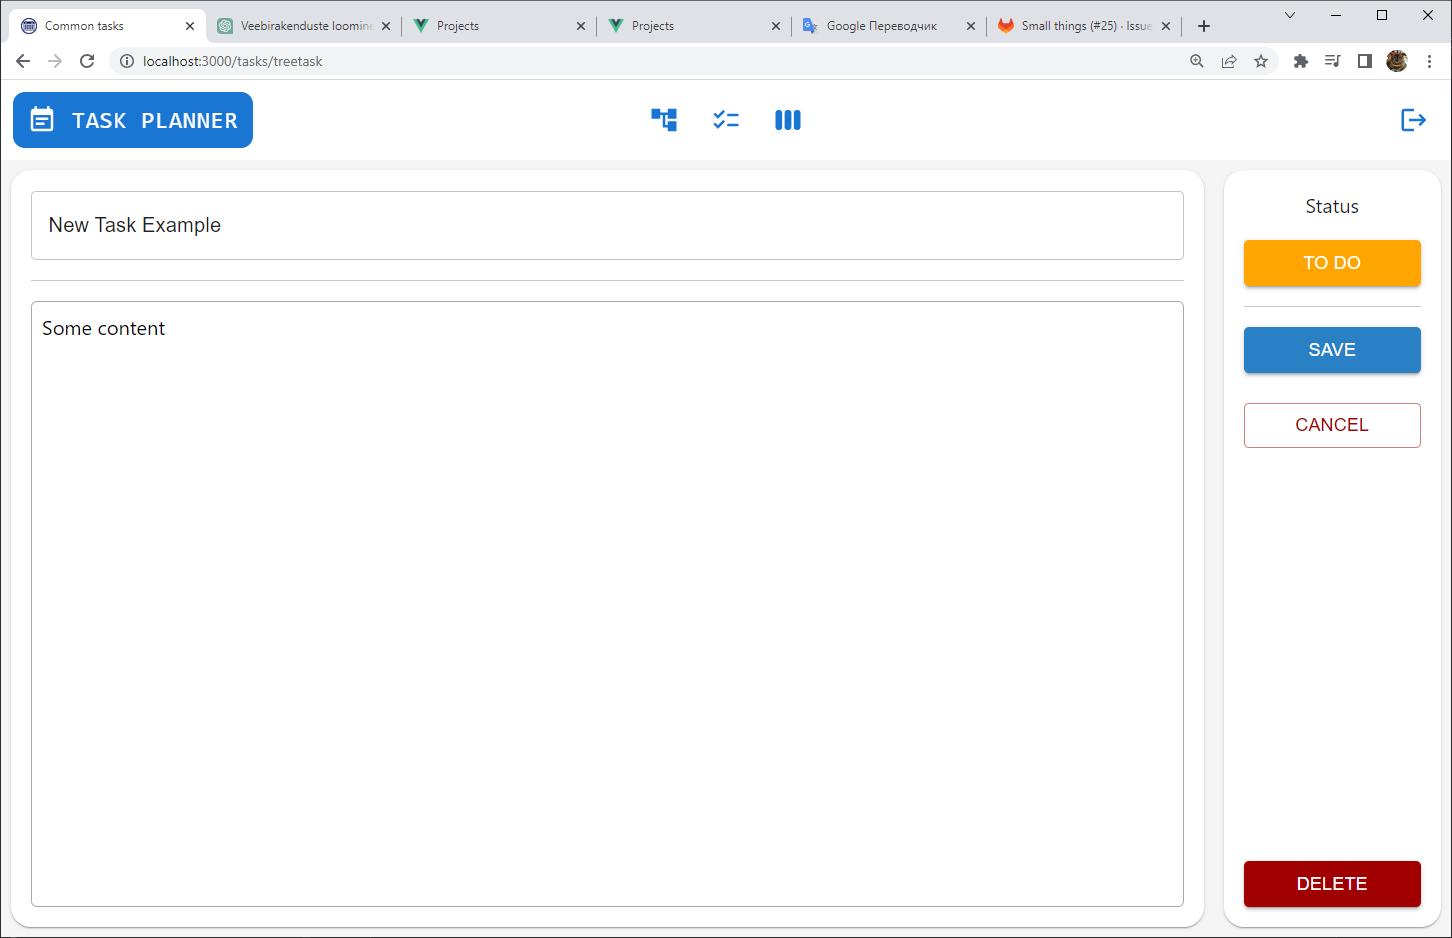 Common tasks
Veebirakenduste loomine
Projects
Projects
Google Переводчик
Small things (#25) · Issue
localhost:3000/tasks/treetask
TASK PLANNER
New Task Example
Some content
Status
TO DO
SAVE
CANCEL
DELETE